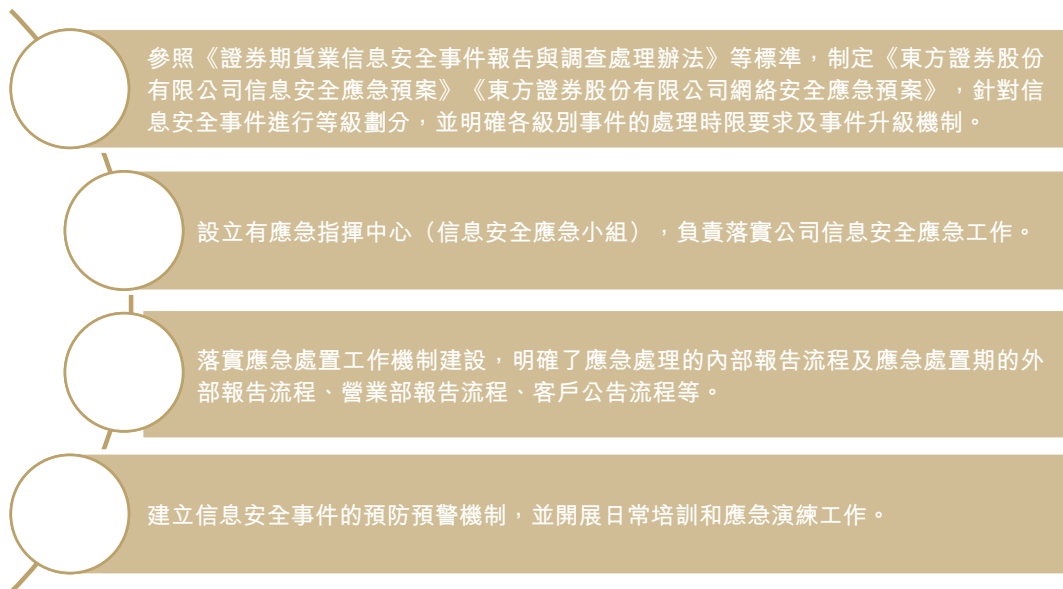 參照《證券期貨業信息安全事件報告與調查處理辦法》等標準，制定《東方證券股份
有限公司信息安全應急預案》《東方證券股份有限公司網絡安全應急預案》，針對信
息安全事件進行等級劃分，並明確各級別事件的處理時限要求及事件升級機制。
設立有應急指揮中心（信息安全應急小組），負責落實公司信息安全應急工作。
落實應急處置工作機制建設，明確了應急處理的內部報告流程及應急處置期的外
部報告流程、營業部報告流程、客戶公告流程等。
建立信息安全事件的預防預警機制，並開展日常培訓和應急演練工作。